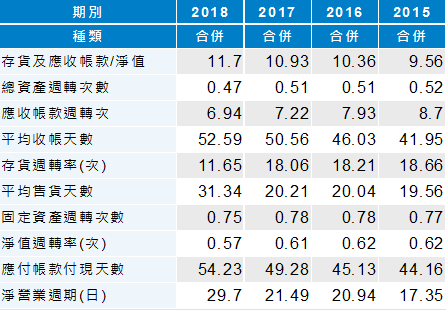 期別 2018 2017 2016 2015
種類 合併 合併 合併 合併
存貨及應收帳款/淨值 11.7 10.93 10.36 9.56
總資產週轉次數 0.47 0.51 0.51 0.52
應收帳款週轉次 6.94 7.22 7.93 8.7
平均收帳天數 52.59 50.56 46.03 41.95
存貨週轉率(次) 11.65 18.06 18.21 18.66
平均售貨天數 31.34 20.21 20.04 19.56
固定資產週轉次數 0.75 0.78 0.78 0.77
淨值週轉率(次) 0.57 0.61 0.62 0.62
應付帳款付現天數 54.23 49.28 45.13 44.16
淨營業週期(日) 29.7 21.49 20.94 17.35